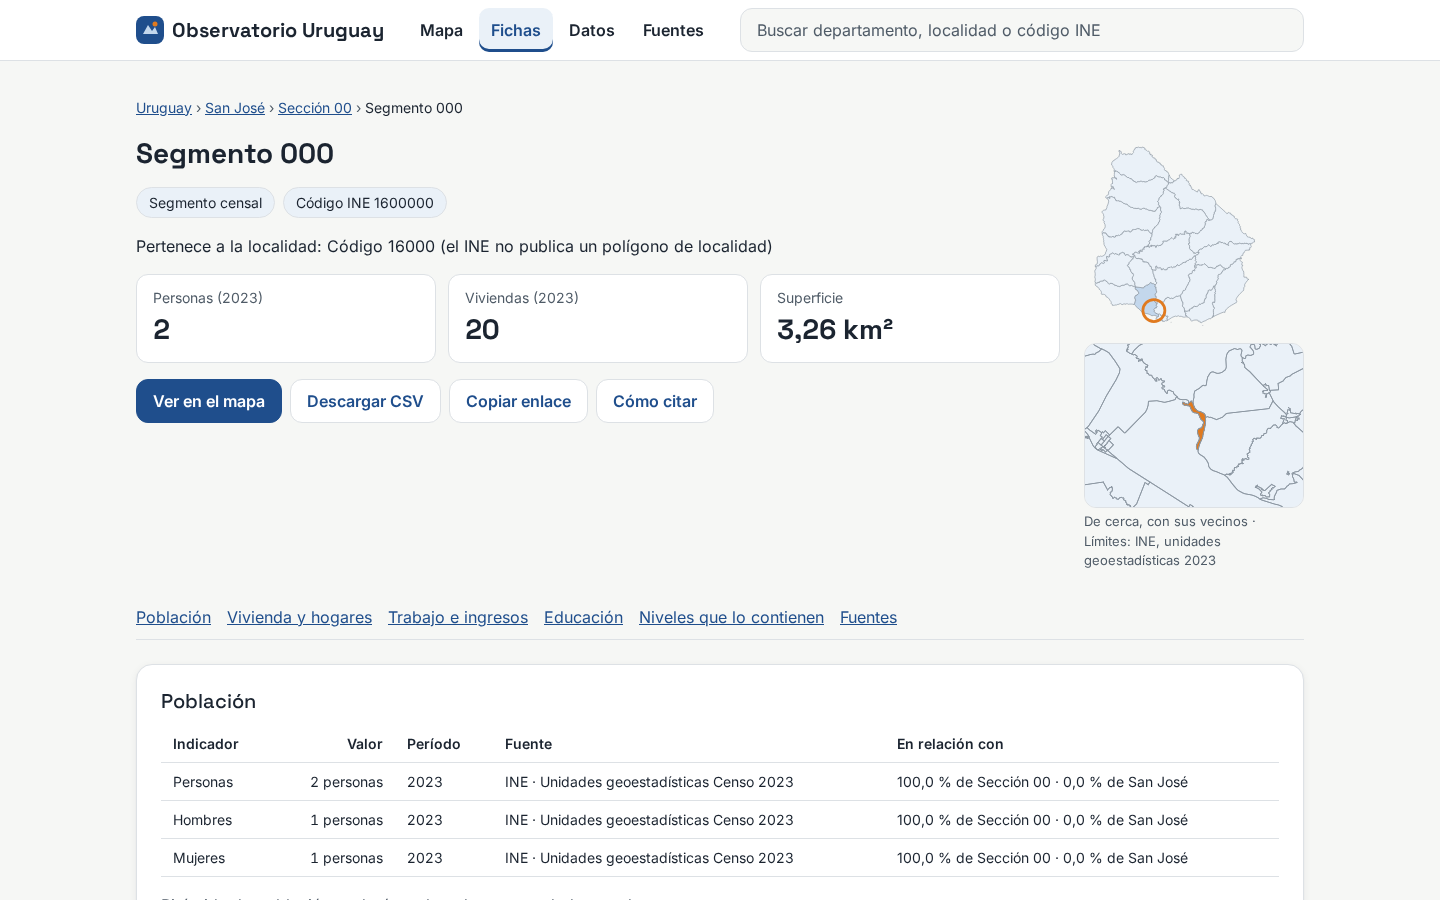 Observatorio Uruguay
Mapa
Fichas
Datos
Fuentes
Buscar departamento, localidad o código INE
Uruguay › San José › Sección 00 › Segmento 000
Segmento 000
Segmento censal
Código INE 1600000
Pertenece a la localidad: Código 16000 (el INE no publica un polígono de localidad)
Personas (2023)
2
Viviendas (2023)
20
Superficie
3,26 km²
Ver en el mapa
Descargar CSV
Copiar enlace
Cómo citar
De cerca, con sus vecinos ·
Límites: INE, unidades
geoestadísticas 2023
Población
Vivienda y hogares
Trabajo e ingresos
Educación
Niveles que lo contienen
Fuentes
Población
Indicador Valor Período Fuente En relación con
Personas 2 personas 2023 INE · Unidades geoestadísticas Censo 2023 100,0 % de Sección 00 · 0,0 % de San José
Hombres 1 personas 2023 INE · Unidades geoestadísticas Censo 2023 100,0 % de Sección 00 · 0,0 % de San José
Mujeres 1 personas 2023 INE · Unidades geoestadísticas Censo 2023 100,0 % de Sección 00 · 0,0 % de San José